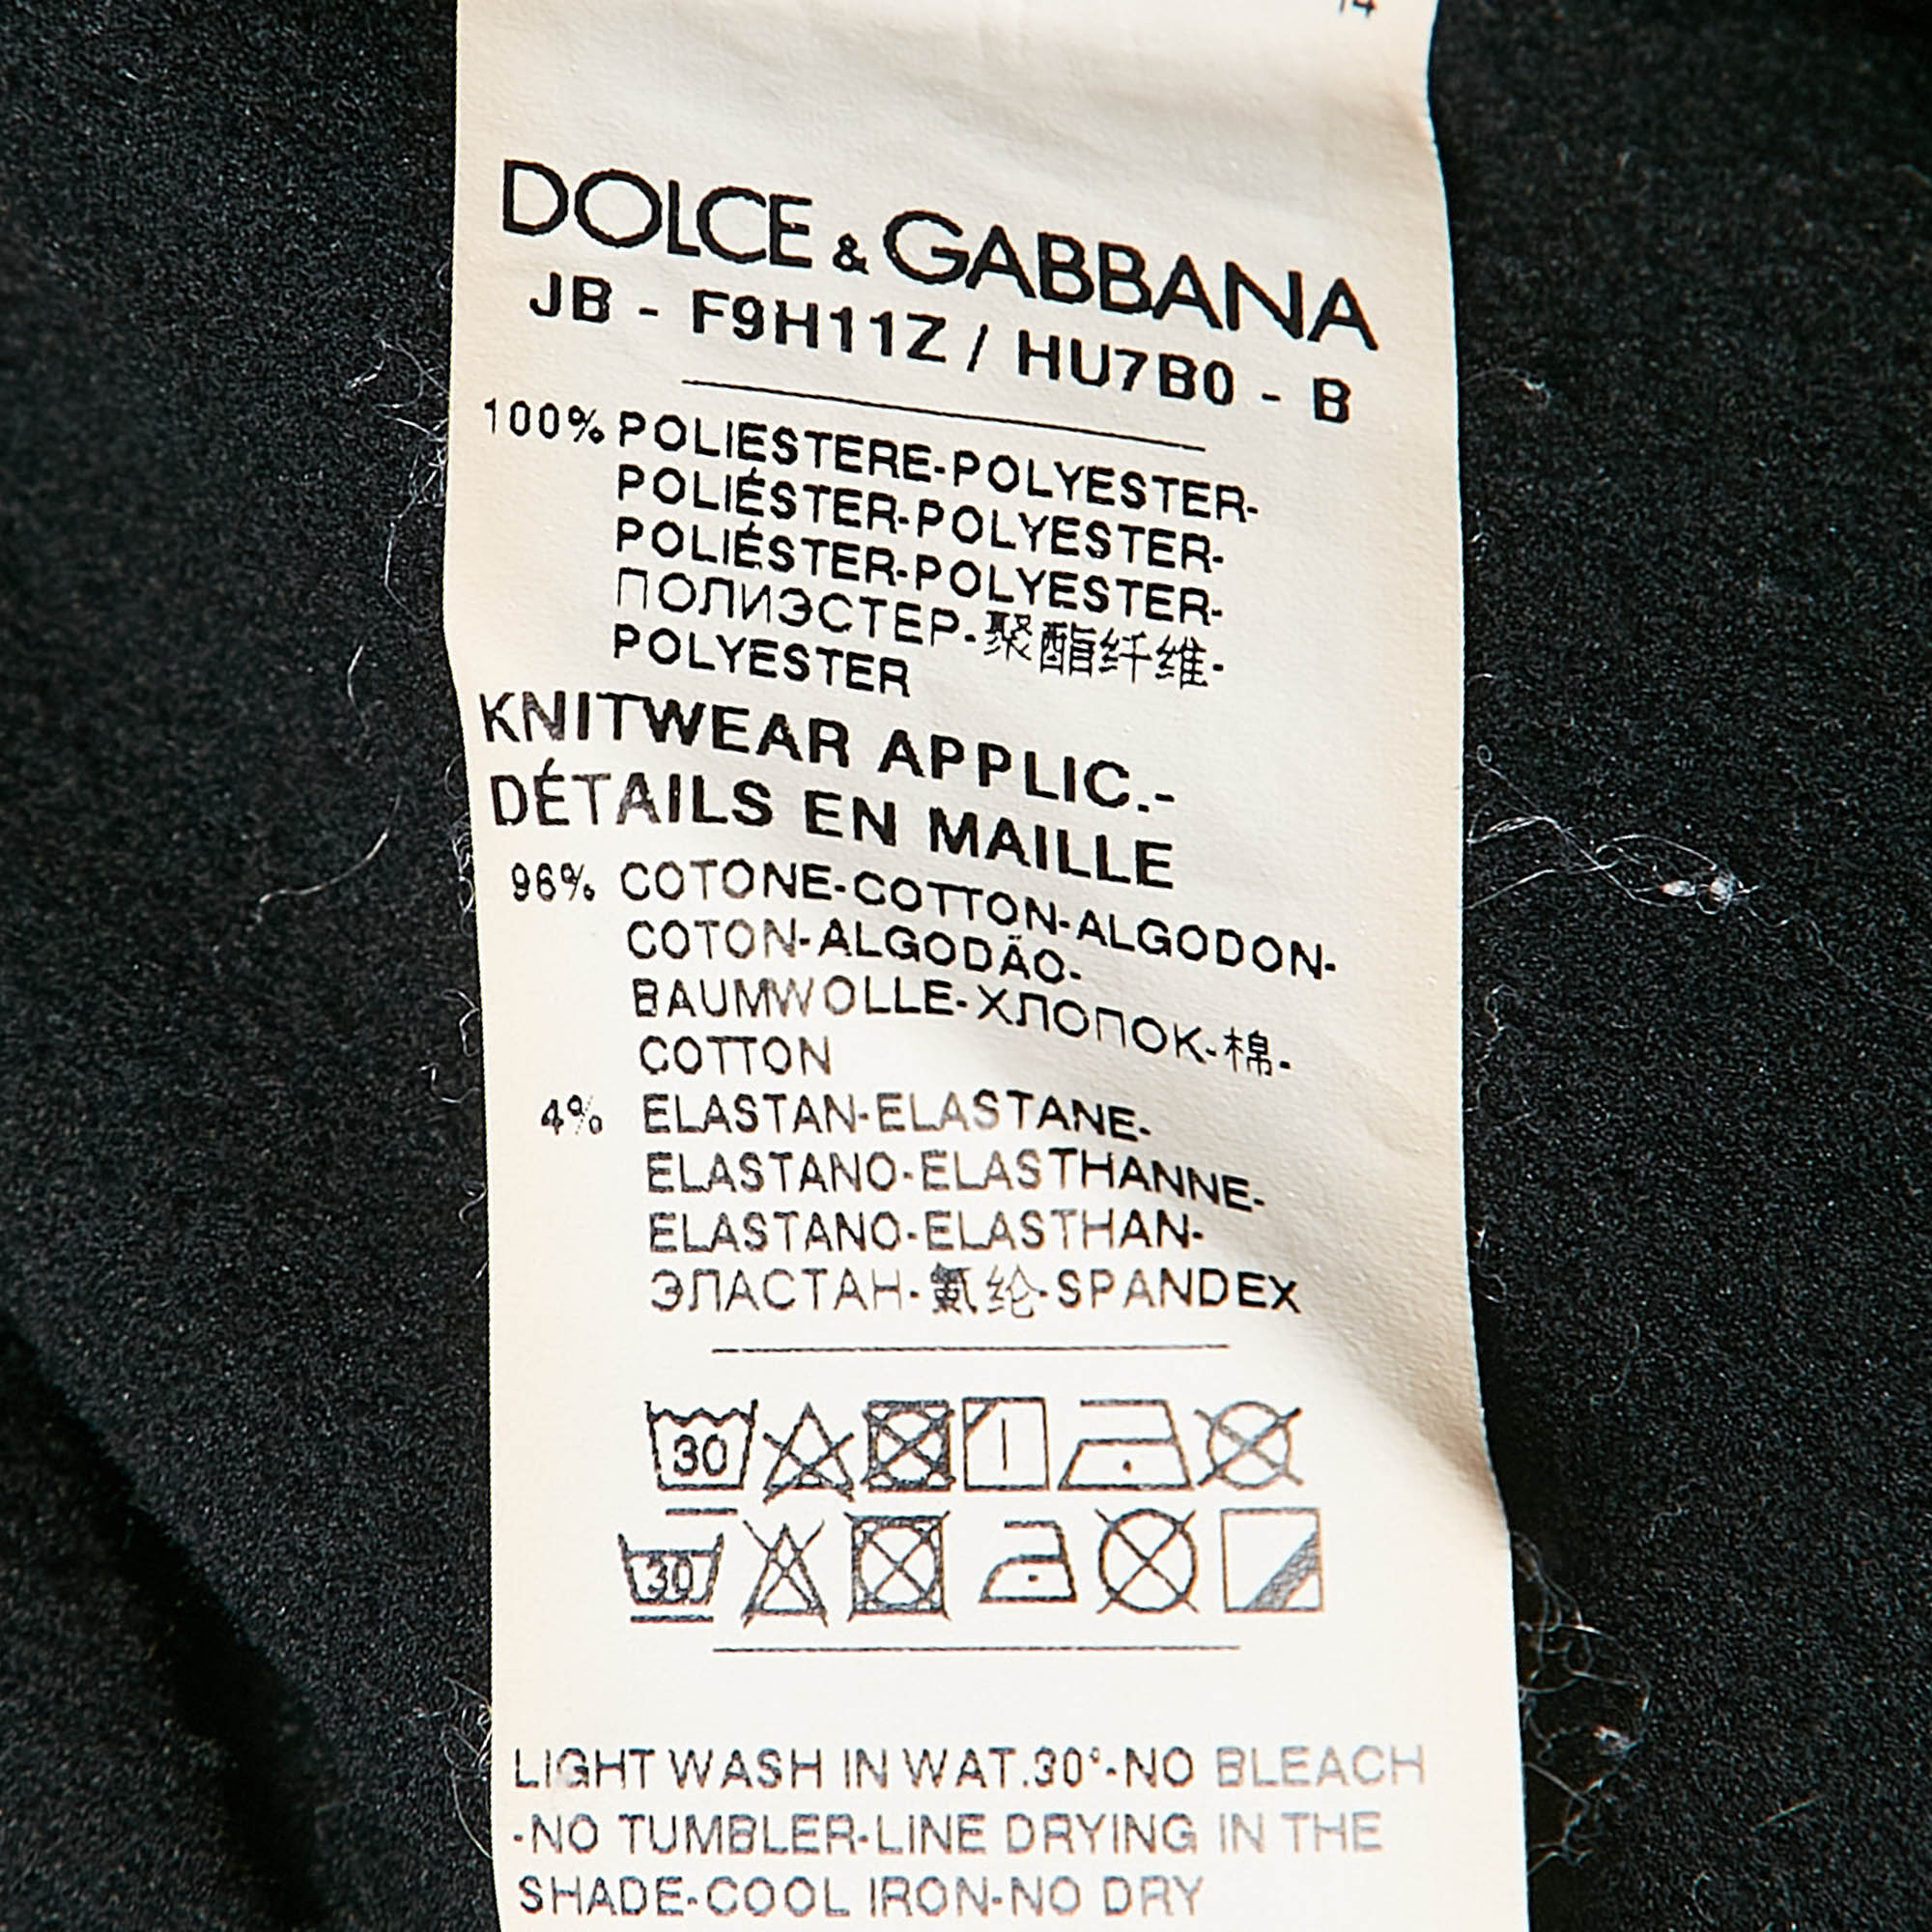 14
DOLCE & GABBANA
JB - F9H11Z / HU7B0 - B
100% POLIESTERE-POLYESTER-
POLIÉSTER-POLYESTER-
POLIÉSTER-POLYESTER-
ПОЛИЭСТЕР-聚酯纤维-
POLYESTER
KNITWEAR APPLIC.-
DÉTAILS EN MAILLE
96% COTONE-COTTON-ALGODON-
COTON-ALGODÃO-
BAUMWOLLE-ХЛОПОК-棉-
COTTON
4% ELASTAN-ELASTANE-
ELASTANO-ELASTHANNE-
ELASTANO-ELASTHAN-
ЭЛАСТАН-氨纶-SPANDEX
30
30
LIGHT WASH IN WAT.30°-NO BLEACH
-NO TUMBLER-LINE DRYING IN THE
SHADE-COOL IRON-NO DRY